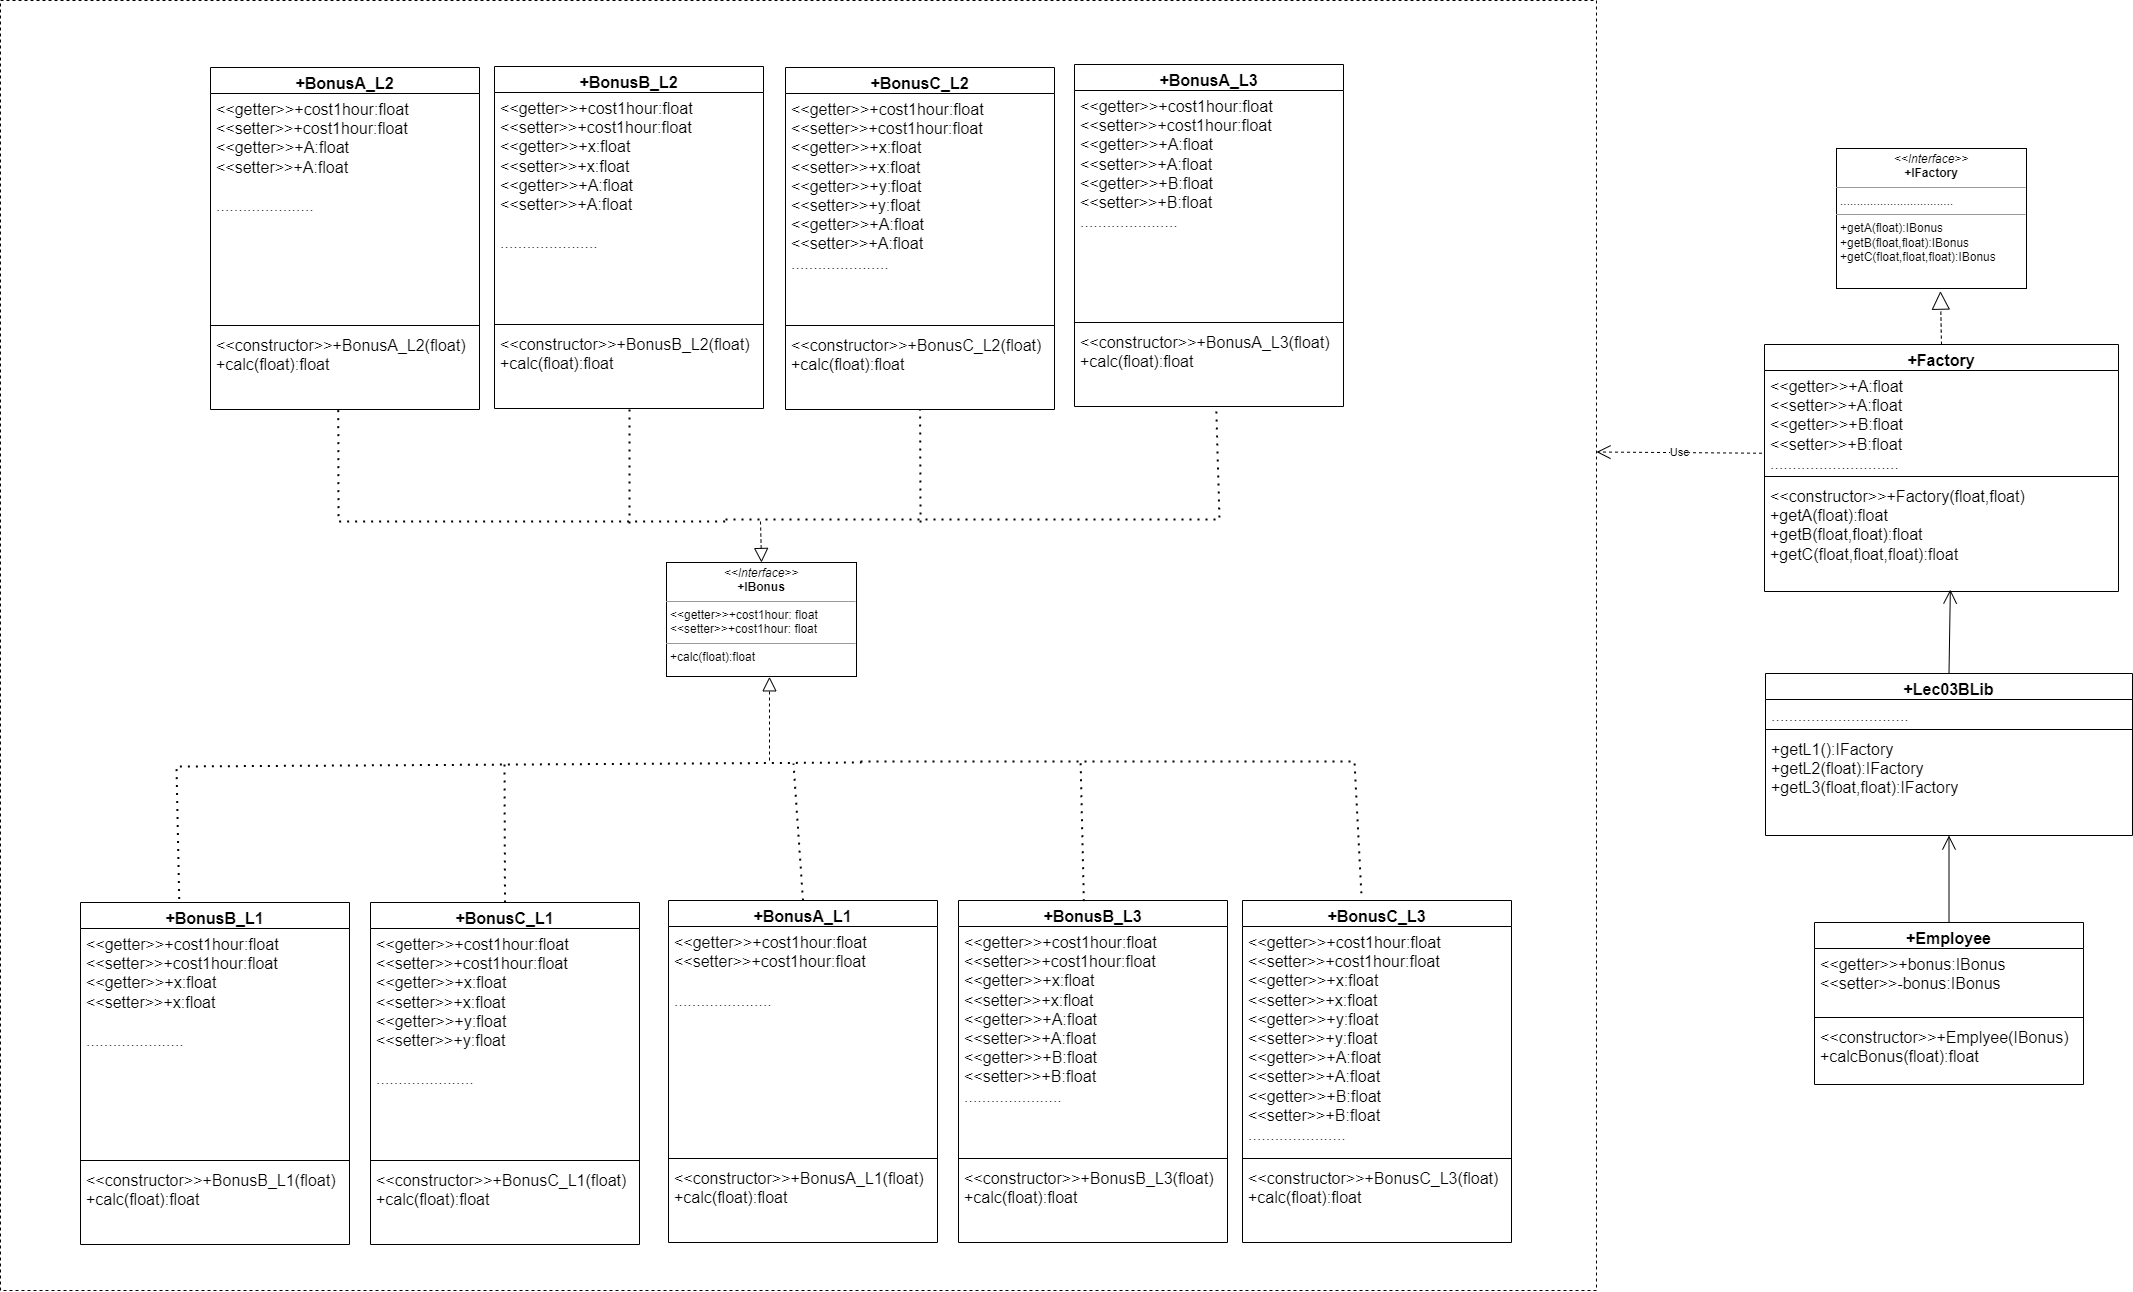 +BonusA_L2
<<getter>>+cost1hour:float
<<setter>>+cost1hour:float
<<getter>>+A:float
<<setter>>+A:float
......................
<<constructor>>+BonusA_L2(float)
+calc(float):float
+BonusB_L2
<<getter>>+cost1hour:float
<<setter>>+cost1hour:float
<<getter>>+x:float
<<setter>>+x:float
<<getter>>+A:float
<<setter>>+A:float
......................
<<constructor>>+BonusB_L2(float)
+calc(float):float
+BonusC_L2
<<getter>>+cost1hour:float
<<setter>>+cost1hour:float
<<getter>>+x:float
<<setter>>+x:float
<<getter>>+y:float
<<setter>>+y:float
<<getter>>+A:float
<<setter>>+A:float
......................
<<constructor>>+BonusC_L2(float)
+calc(float):float
+BonusA_L3
<<getter>>+cost1hour:float
<<setter>>+cost1hour:float
<<getter>>+A:float
<<setter>>+A:float
<<getter>>+B:float
<<setter>>+B:float
......................
<<constructor>>+BonusA_L3(float)
+calc(float):float
<<Interface>>
+IFactory
..................................
+getA(float):IBonus
+getB(float,float):IBonus
+getC(float,float,float):IBonus
+Factory
<<getter>>+A:float
<<setter>>+A:float
<<getter>>+B:float
<<setter>>+B:float
.............................
<<constructor>>+Factory(float,float)
+getA(float):float
+getB(float,float):float
+getC(float,float,float):float
Use
<<Interface>>
+IBonus
<<getter>>+cost1hour: float
<<setter>>+cost1hour: float
+calc(float):float
+Lec03BLib
...............................
+getL1():IFactory
+getL2(float):IFactory
+getL3(float,float):IFactory
+BonusB_L1
<<getter>>+cost1hour:float
<<setter>>+cost1hour:float
<<getter>>+x:float
<<setter>>+x:float
......................
<<constructor>>+BonusB_L1(float)
+calc(float):float
+BonusC_L1
<<getter>>+cost1hour:float
<<setter>>+cost1hour:float
<<getter>>+x:float
<<setter>>+x:float
<<getter>>+y:float
<<setter>>+y:float
......................
<<constructor>>+BonusC_L1(float)
+calc(float):float
+BonusA_L1
<<getter>>+cost1hour:float
<<setter>>+cost1hour:float
......................
<<constructor>>+BonusA_L1(float)
+calc(float):float
+BonusB_L3
<<getter>>+cost1hour:float
<<setter>>+cost1hour:float
<<getter>>+x:float
<<setter>>+x:float
<<getter>>+A:float
<<setter>>+A:float
<<getter>>+B:float
<<setter>>+B:float
......................
<<constructor>>+BonusB_L3(float)
+calc(float):float
+BonusC_L3
<<getter>>+cost1hour:float
<<setter>>+cost1hour:float
<<getter>>+x:float
<<setter>>+x:float
<<getter>>+y:float
<<setter>>+y:float
<<getter>>+A:float
<<setter>>+A:float
<<getter>>+B:float
<<setter>>+B:float
......................
<<constructor>>+BonusC_L3(float)
+calc(float):float
+Employee
<<getter>>+bonus:IBonus
<<setter>>-bonus:IBonus
<<constructor>>+Emplyee(IBonus)
+calcBonus(float):float